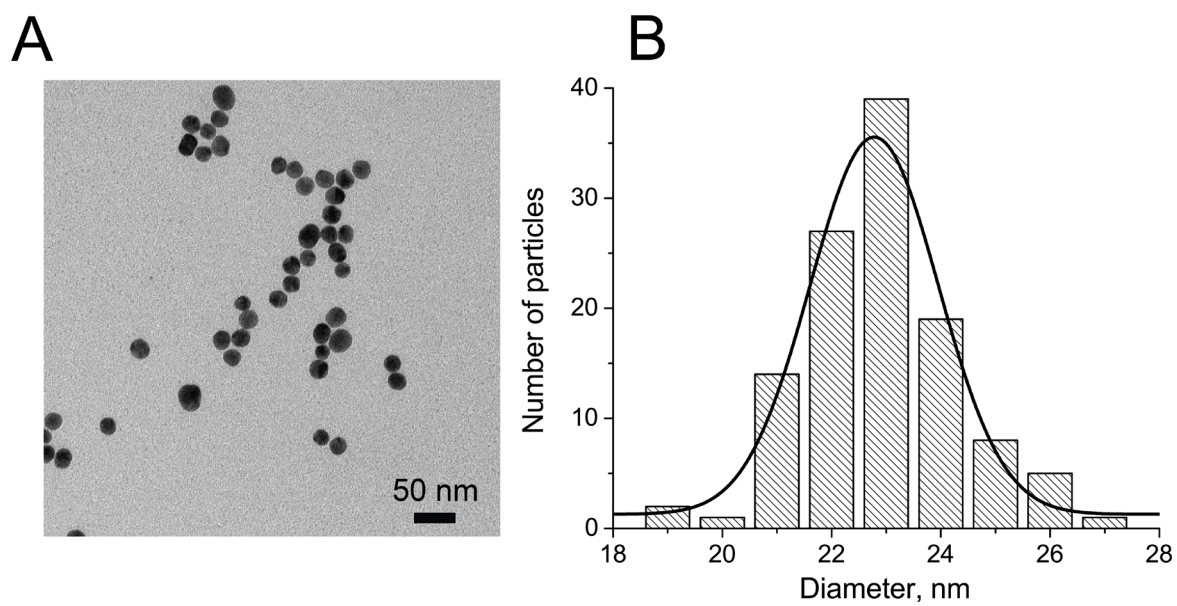 A
50 nm
B
Number of particles
40
30
20
10
0
18 20 22 24 26 28
Diameter, nm